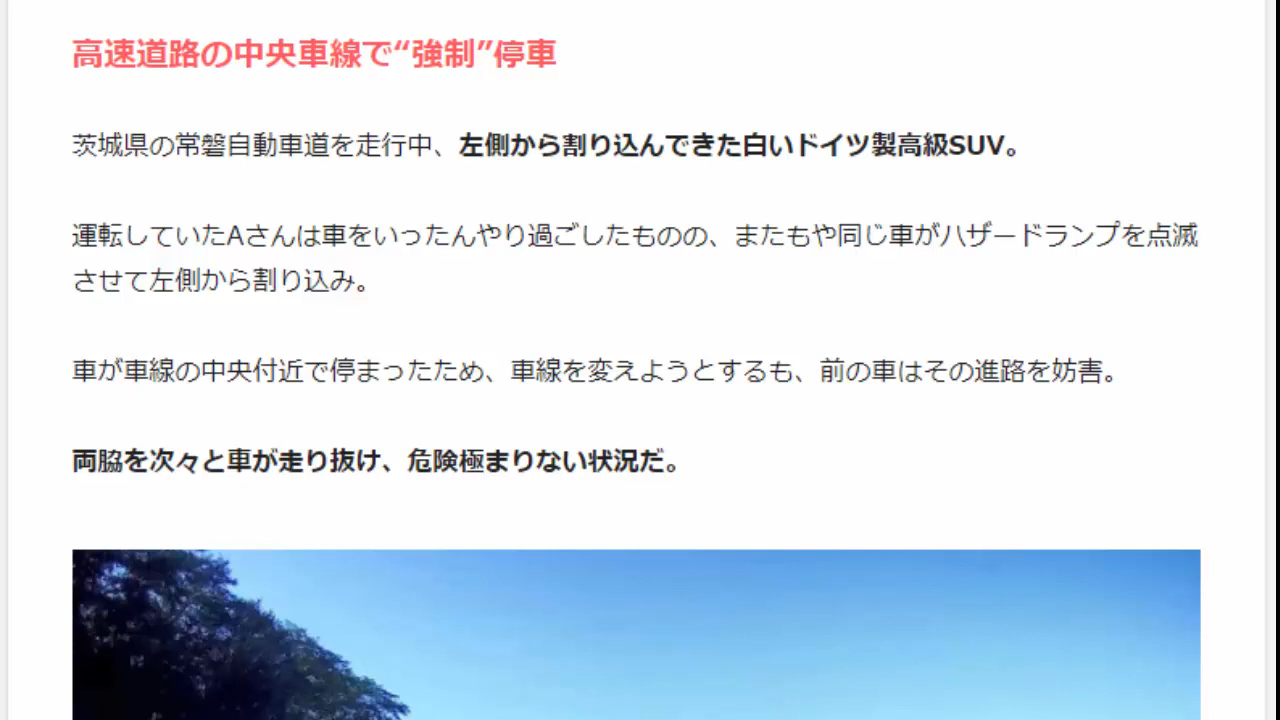 高速道路の中央車線で“強制”停車
茨城県の常磐自動車道を走行中、左側から割り込んできた白いドイツ製高級SUV。
運転していたAさんは車をいったんやり過ごしたものの、またもや同じ車がハザードランプを点滅
させて左側から割り込み。
車が車線の中央付近で停まったため、車線を変えようとするも、前の車はその進路を妨害。
両脇を次々と車が走り抜け、危険極まりない状況だ。